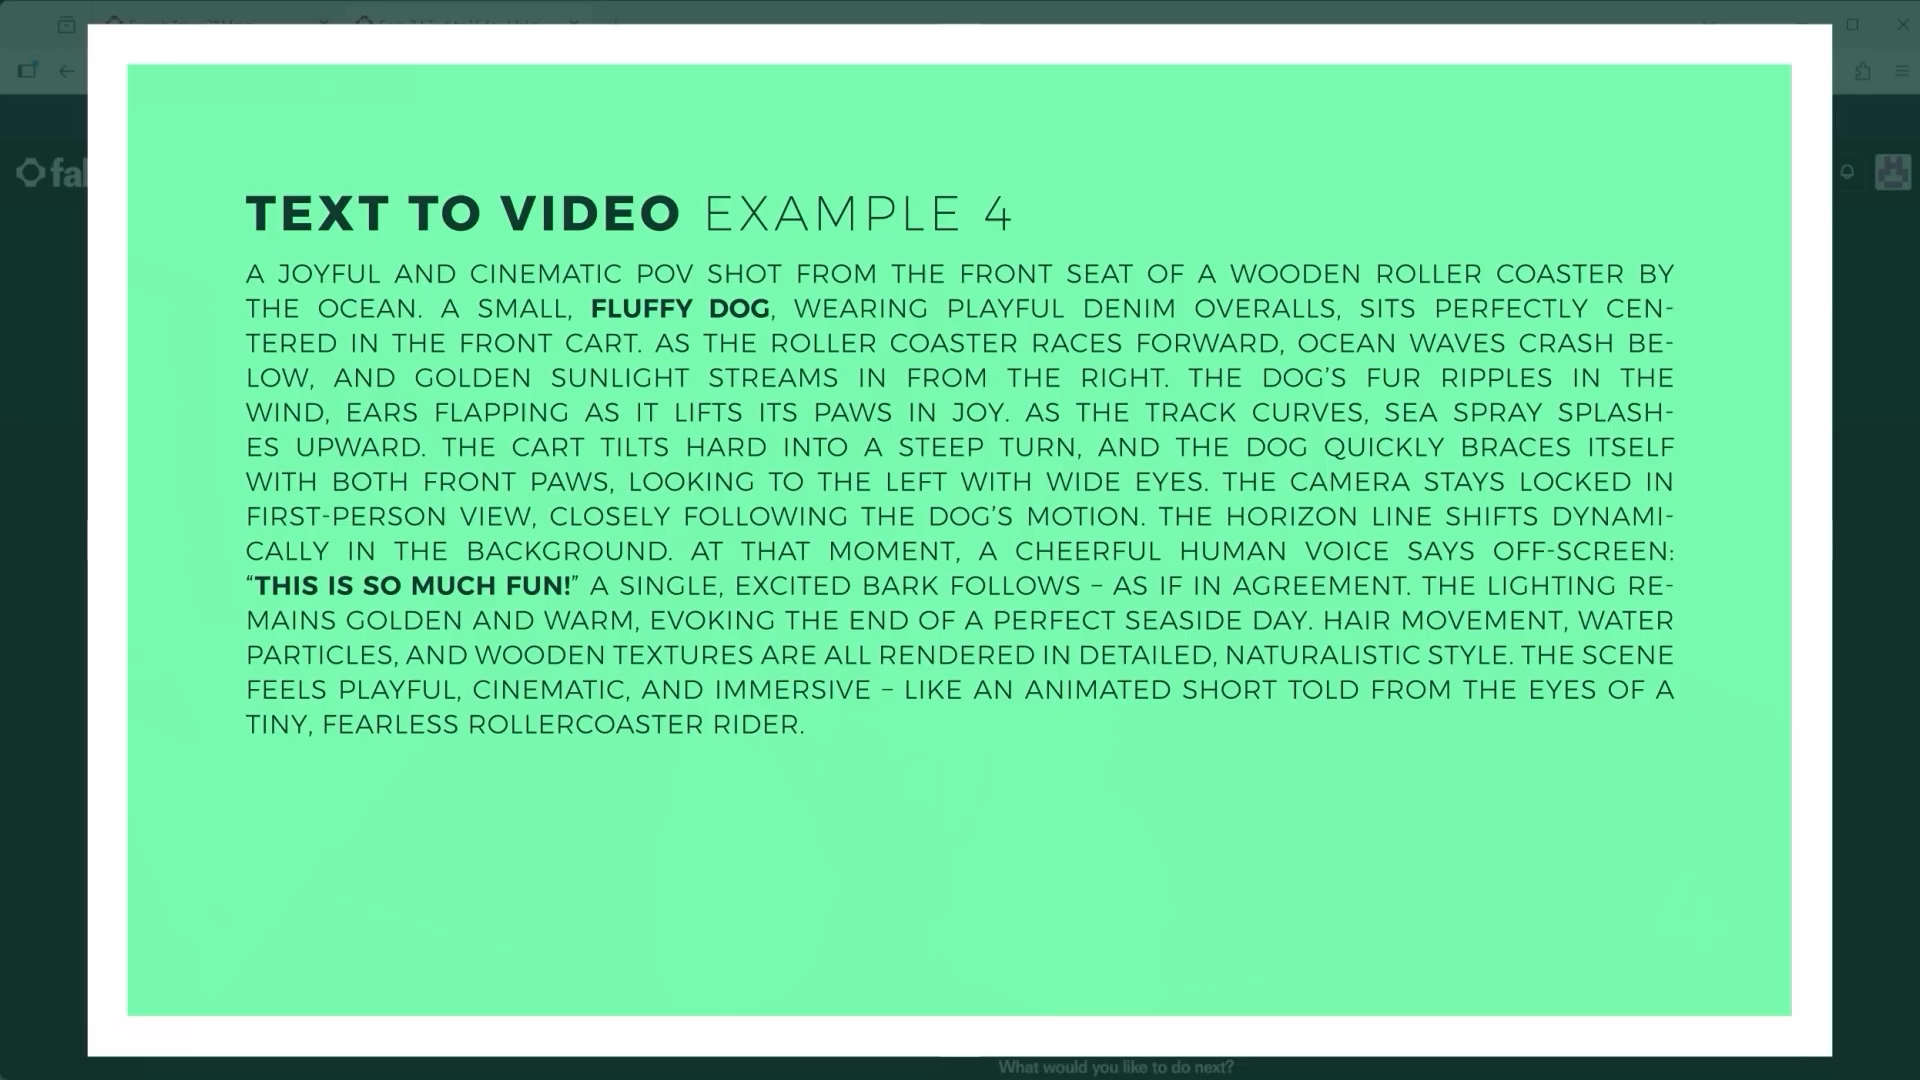 fal
TEXT TO VIDEO EXAMPLE 4
A JOYFUL AND CINEMATIC POV SHOT FROM THE FRONT SEAT OF A WOODEN ROLLER COASTER BY
THE OCEAN. A SMALL, FLUFFY DOG, WEARING PLAYFUL DENIM OVERALLS, SITS PERFECTLY CEN-
TERED IN THE FRONT CART. AS THE ROLLER COASTER RACES FORWARD, OCEAN WAVES CRASH BE-
LOW, AND GOLDEN SUNLIGHT STREAMS IN FROM THE RIGHT. THE DOG’S FUR RIPPLES IN THE
WIND, EARS FLAPPING AS IT LIFTS ITS PAWS IN JOY. AS THE TRACK CURVES, SEA SPRAY SPLASH-
ES UPWARD. THE CART TILTS HARD INTO A STEEP TURN, AND THE DOG QUICKLY BRACES ITSELF
WITH BOTH FRONT PAWS, LOOKING TO THE LEFT WITH WIDE EYES. THE CAMERA STAYS LOCKED IN
FIRST-PERSON VIEW, CLOSELY FOLLOWING THE DOG’S MOTION. THE HORIZON LINE SHIFTS DYNAMI-
CALLY IN THE BACKGROUND. AT THAT MOMENT, A CHEERFUL HUMAN VOICE SAYS OFF-SCREEN:
“THIS IS SO MUCH FUN!” A SINGLE, EXCITED BARK FOLLOWS – AS IF IN AGREEMENT. THE LIGHTING RE-
MAINS GOLDEN AND WARM, EVOKING THE END OF A PERFECT SEASIDE DAY. HAIR MOVEMENT, WATER
PARTICLES, AND WOODEN TEXTURES ARE ALL RENDERED IN DETAILED, NATURALISTIC STYLE. THE SCENE
FEELS PLAYFUL, CINEMATIC, AND IMMERSIVE – LIKE AN ANIMATED SHORT TOLD FROM THE EYES OF A
TINY, FEARLESS ROLLERCOASTER RIDER.
What would you like to do next?